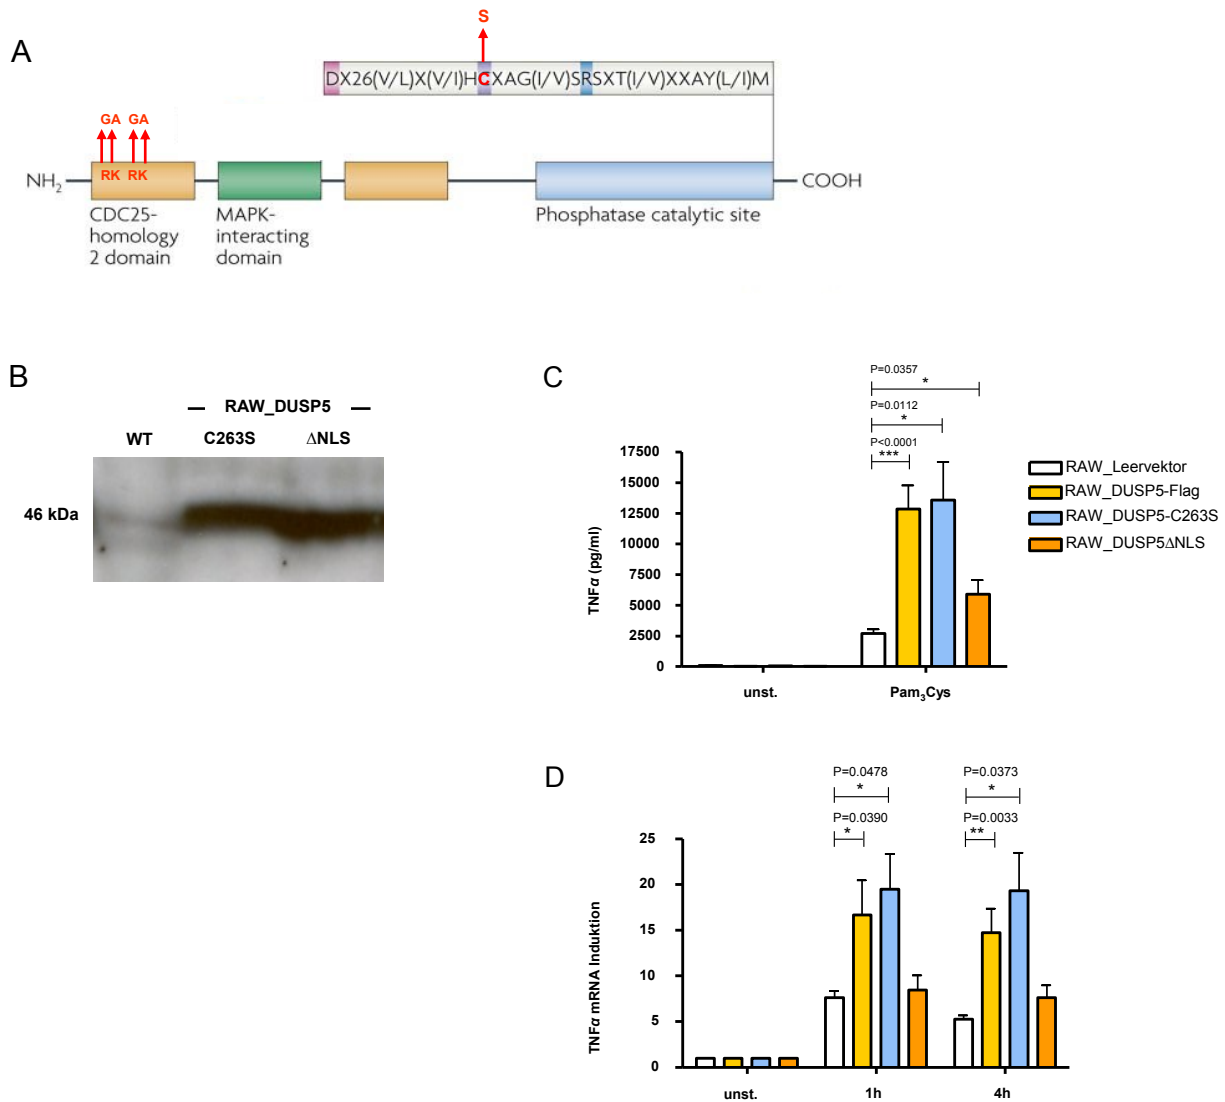 A
S
DX26(V/L)X(V/I)HCXAG(I/V)SRSXT(I/V)XXAY(L/I)M
GA GA
RK RK
NH2
COOH
CDC25-
homology
2 domain
MAPK-
interacting
domain
Phosphatase catalytic site
B
RAW_DUSP5
WT C263S ΔNLS
46 kDa
C
P=0.0357
*
P=0.0112
*
P<0.0001
***
17500
15000
12500
10000
7500
5000
2500
0
TNFα (pg/ml)
unst. Pam3Cys
RAW_Leervektor
RAW_DUSP5-Flag
RAW_DUSP5-C263S
RAW_DUSP5ΔNLS
D
P=0.0478 P=0.0373
* *
P=0.0390 P=0.0033
* **
25
20
15
10
5
0
TNFα mRNA Induktion
unst. 1h 4h